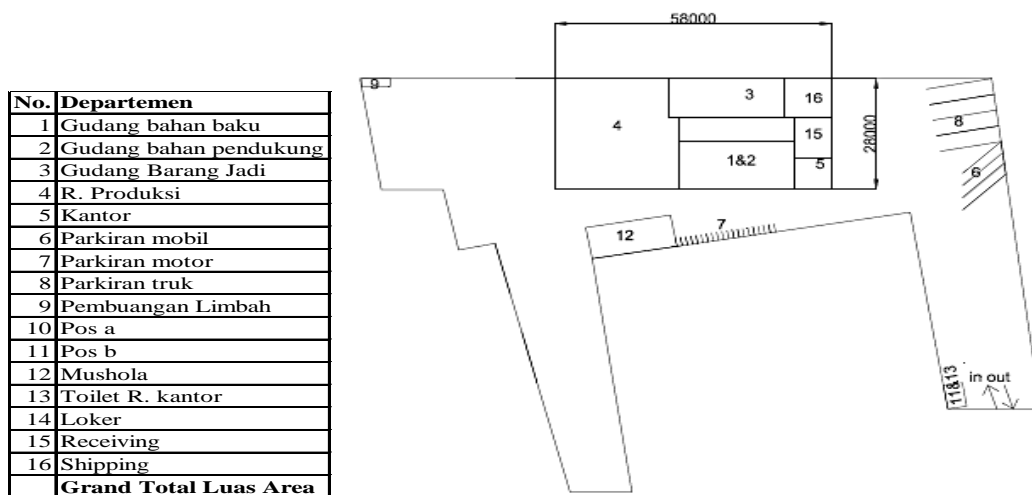 No. Departemen
1 Gudang bahan baku
2 Gudang bahan pendukung
3 Gudang Barang Jadi
4 R. Produksi
5 Kantor
6 Parkiran mobil
7 Parkiran motor
8 Parkiran truk
9 Pembuangan Limbah
10 Pos a
11 Pos b
12 Mushola
13 Toilet R. kantor
14 Loker
15 Receiving
16 Shipping
Grand Total Luas Area
58000
9
3
16
4
15
8
28000
1&2
5
6
7
12
11&13
in out